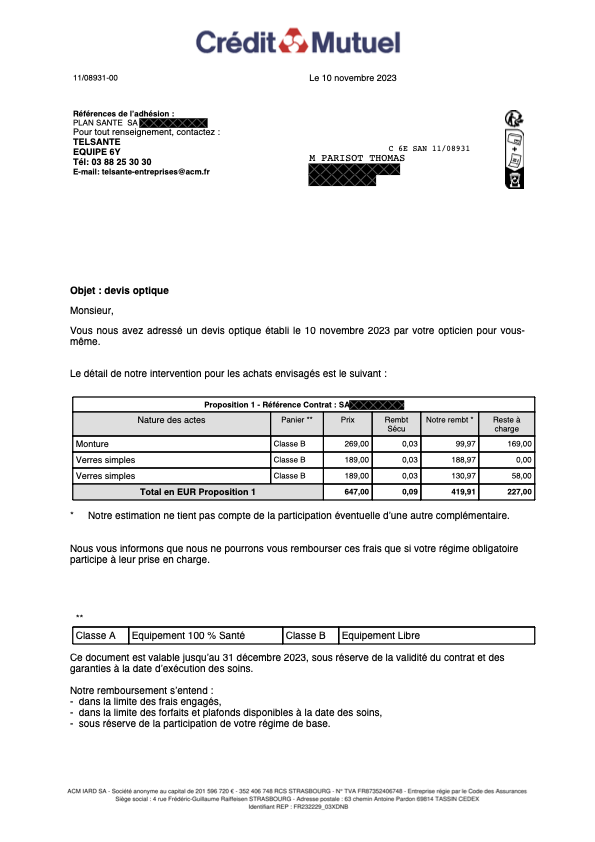 Crédit Mutuel
11/08931-00
Le 10 novembre 2023
Références de l'adhésion :
PLAN SANTE SA
Pour tout renseignement, contactez :
TELSANTE
EQUIPE 6Y
Tél: 03 88 25 30 30
E-mail: telsante-entreprises@acm.fr
C 6E SAN 11/08931
M PARISOT THOMAS
Objet : devis optique
Monsieur,
Vous nous avez adressé un devis optique établi le 10 novembre 2023 par votre opticien pour vous-
même.
Le détail de notre intervention pour les achats envisagés est le suivant :
Proposition 1 - Référence Contrat : SA
Nature des actes Panier ** Prix Rembt Sécu Notre rembt * Reste à charge
Monture Classe B 269,00 0,03 99,97 169,00
Verres simples Classe B 189,00 0,03 188,97 0,00
Verres simples Classe B 189,00 0,03 130,97 58,00
Total en EUR Proposition 1 647,00 0,09 419,91 227,00
* Notre estimation ne tient pas compte de la participation éventuelle d'une autre complémentaire.
Nous vous informons que nous ne pourrons vous rembourser ces frais que si votre régime obligatoire
participe à leur prise en charge.
**
Classe A Equipement 100 % Santé Classe B Equipement Libre
Ce document est valable jusqu'au 31 décembre 2023, sous réserve de la validité du contrat et des
garanties à la date d'exécution des soins.
Notre remboursement s'entend :
- dans la limite des frais engagés,
- dans la limite des forfaits et plafonds disponibles à la date des soins,
- sous réserve de la participation de votre régime de base.
ACM IARD SA - Société anonyme au capital de 201 596 720 € - 352 406 748 RCS STRASBOURG - N° TVA FR87352406748 - Entreprise régie par le Code des Assurances
Siège social : 4 rue Frédéric-Guillaume Raiffeisen STRASBOURG - Adresse postale : 63 chemin Antoine Pardon 69814 TASSIN CEDEX
Identifiant REP : FR232229_03XDNB